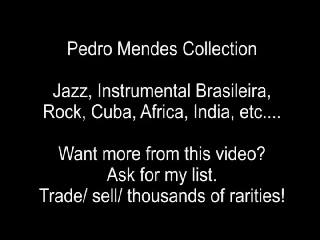 Pedro Mendes Collection
Jazz, Instrumental Brasileira,
Rock, Cuba, Africa, India, etc....
Want more from this video?
Ask for my list.
Trade/ sell/ thousands of rarities!